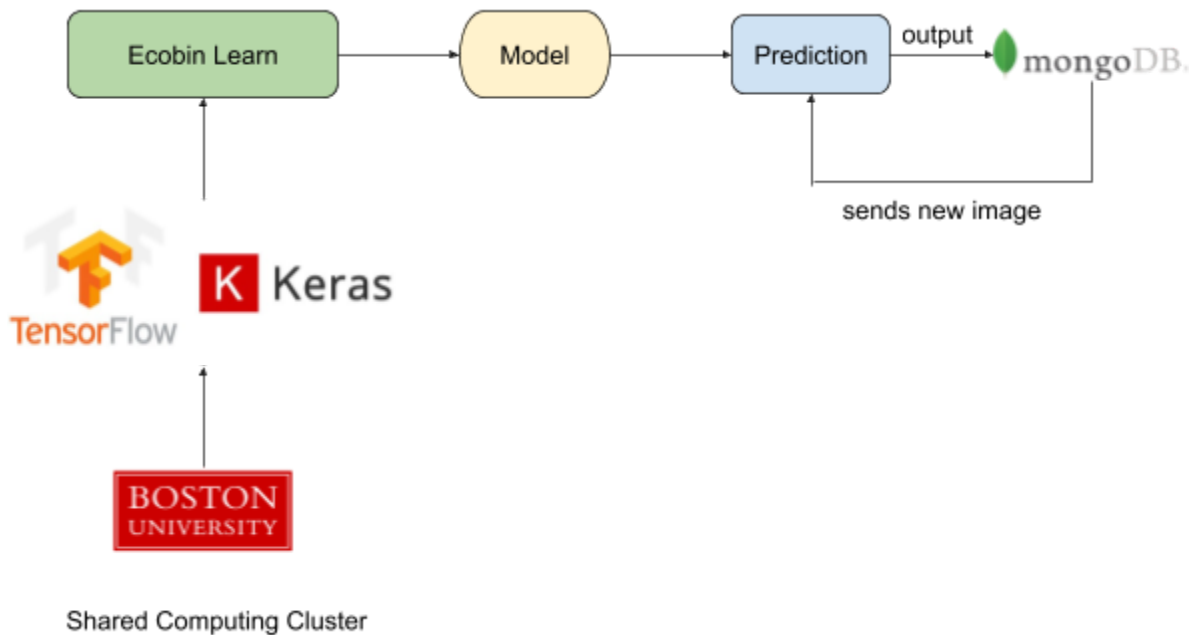 Ecobin Learn
Model
Prediction
output
mongoDB.
sends new image
TensorFlow
K Keras
BOSTON
UNIVERSITY
Shared Computing Cluster